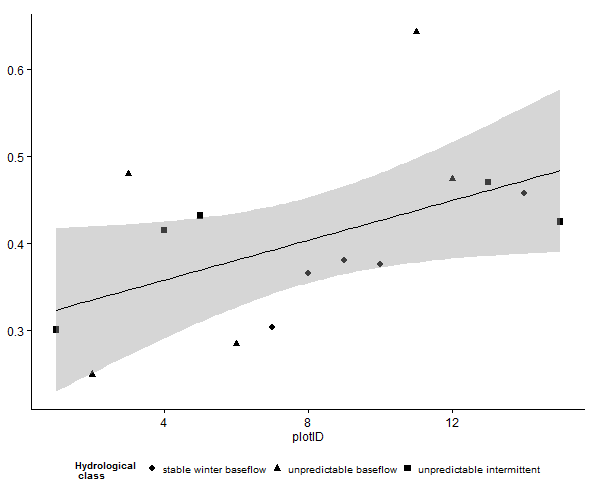 0.6
0.5
0.4
0.3
4 8 12
plotID
Hydrological class stable winter baseflow unpredictable baseflow unpredictable intermittent